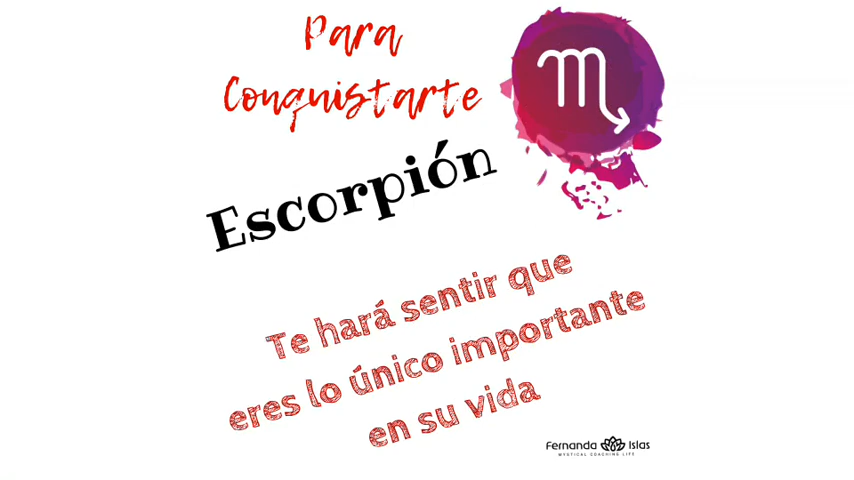 Para
Conquistarte
Escorpión
Te hará sentir que
eres lo único importante
en su vida
Fernanda Islas
MYSTICAL COACHING LIFE